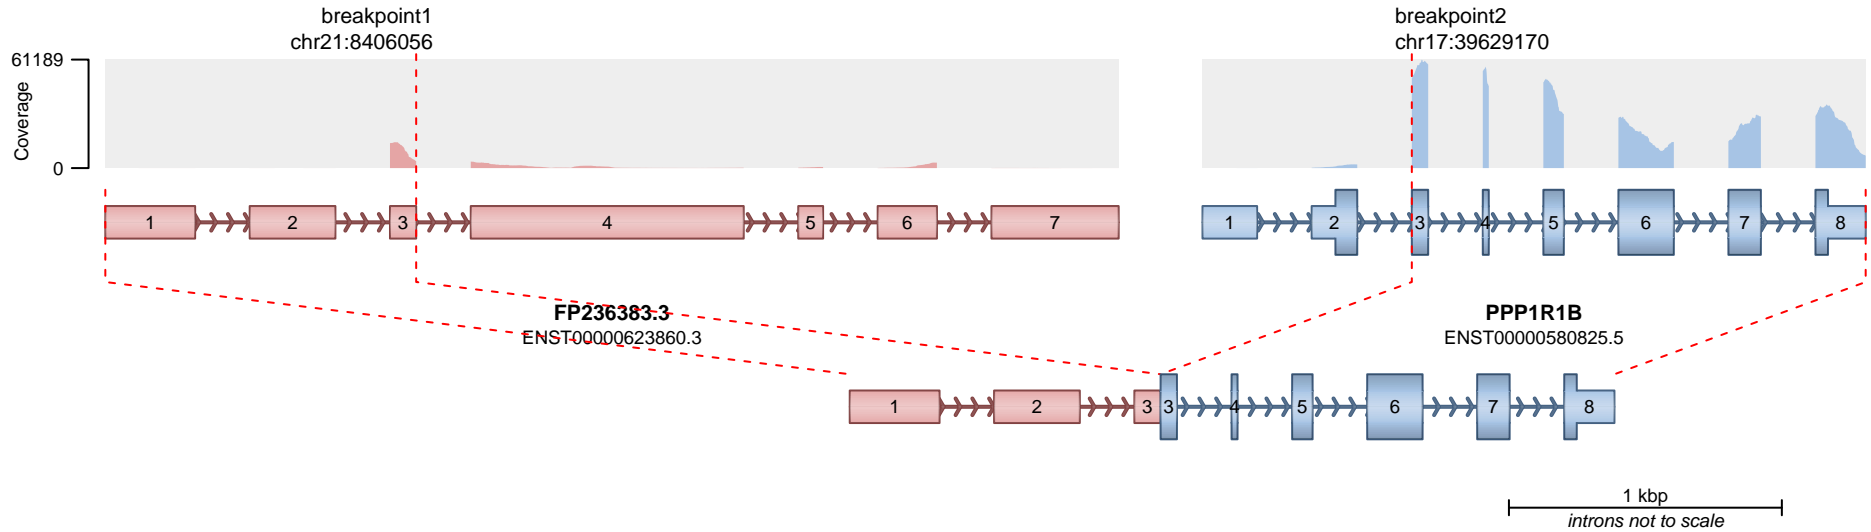 breakpoint1
chr21:8406056
breakpoint2
chr17:39629170
61189
Coverage
0
1 2 3 4 5 6 7
1 2 3 4 5 6 7 8
FP236383.3
ENST00000623860.3
PPP1R1B
ENST00000580825.5
1 2 3 3 4 5 6 7 8
1 kbp
introns not to scale